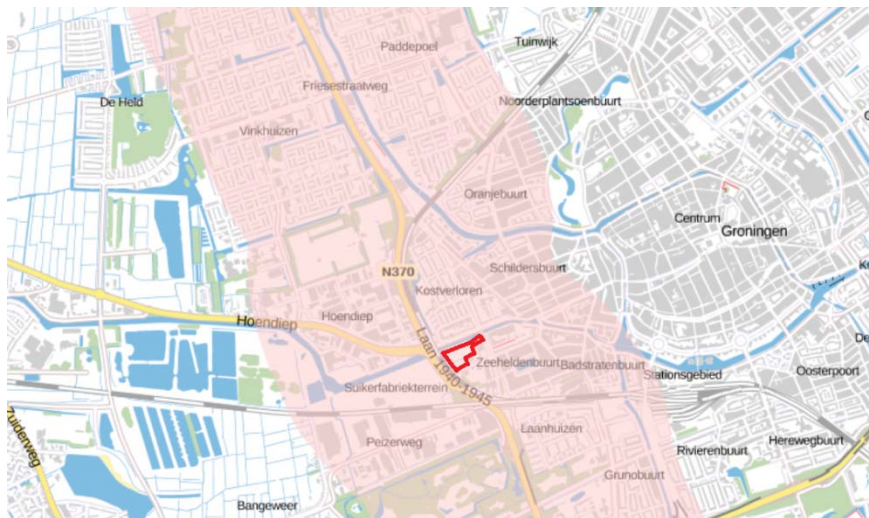 Tuinwijk
Paddepoel
Friesestraatweg
De Held
Noorderplantsoenbuurt
Vinkhuizen
Oranjebuurt
Centrum
Groningen
Schildersbuurt
N370
Kostverloren
Hoendiep
Hoendiep
Laan 1940-1945
Zeeheldenbuurt
Badstratenbuurt
Stationsgebied
Oosterpoort
Suikerfabriekterrein
Zuiderweg
Peizerweg
Laanhuizen
Rivierenbuurt
Herewegbuurt
Grunobuurt
Bangeweer